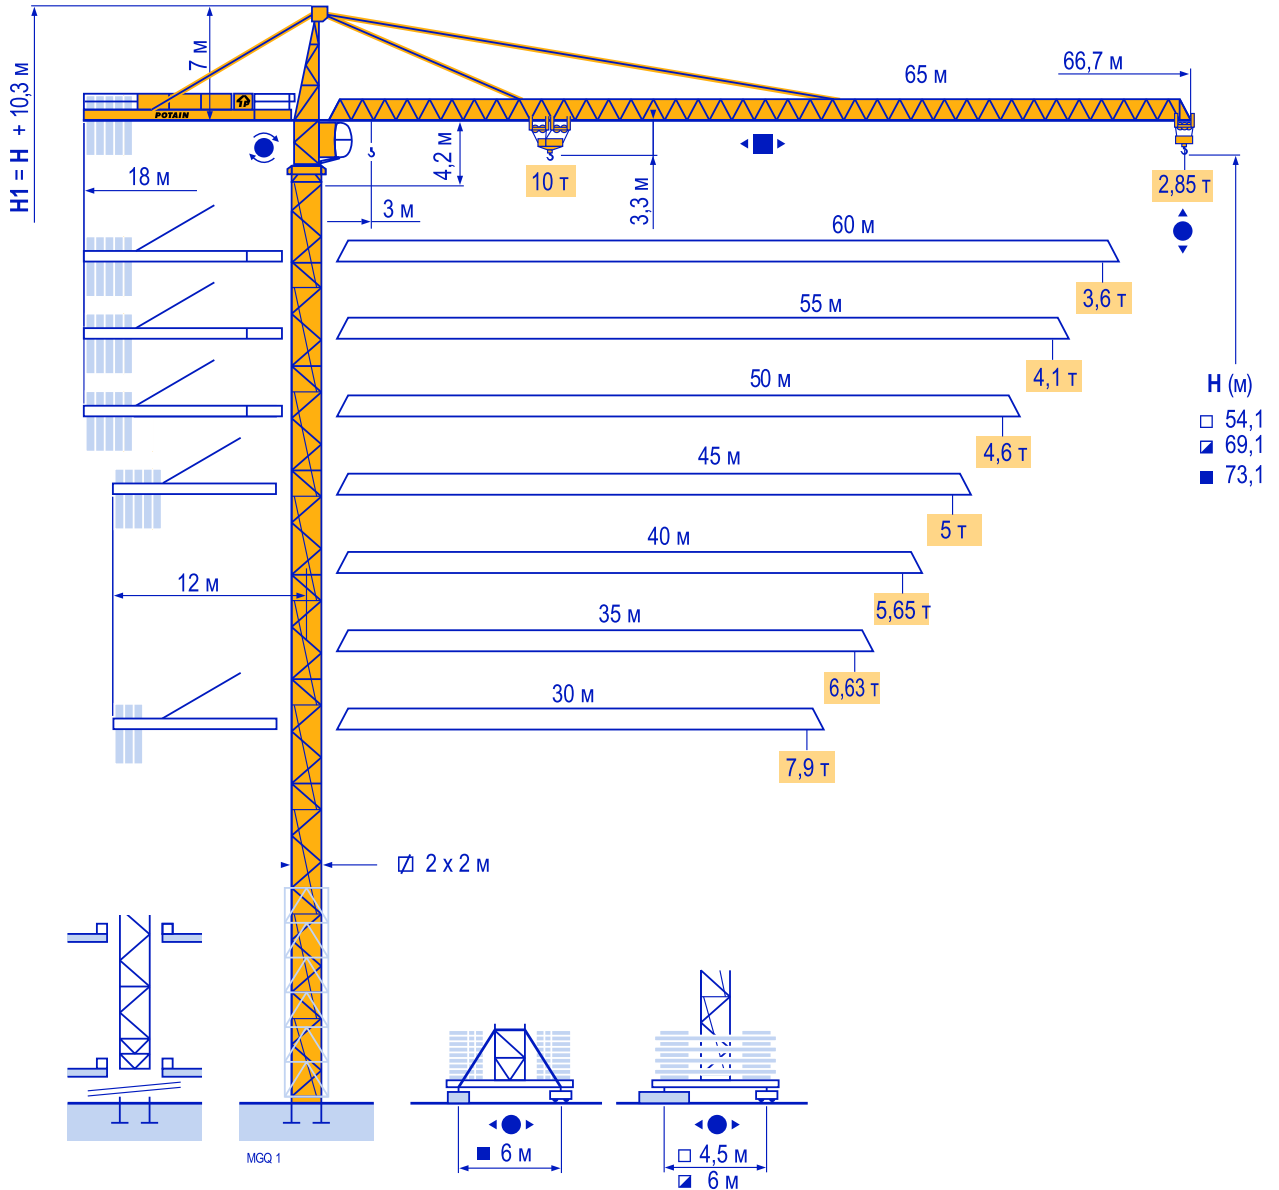 7 м
H1 = H + 10,3 м
POTAIN
65 м
66,7 м
4,2 м
10 т
3,3 м
2,85 т
18 м
3 м
60 м
3,6 т
55 м
4,1 т
50 м
4,6 т
H (м)
54,1
69,1
73,1
45 м
5 т
40 м
5,65 т
12 м
35 м
6,63 т
30 м
7,9 т
2 x 2 м
6 м
4,5 м
6 м
MGQ 1